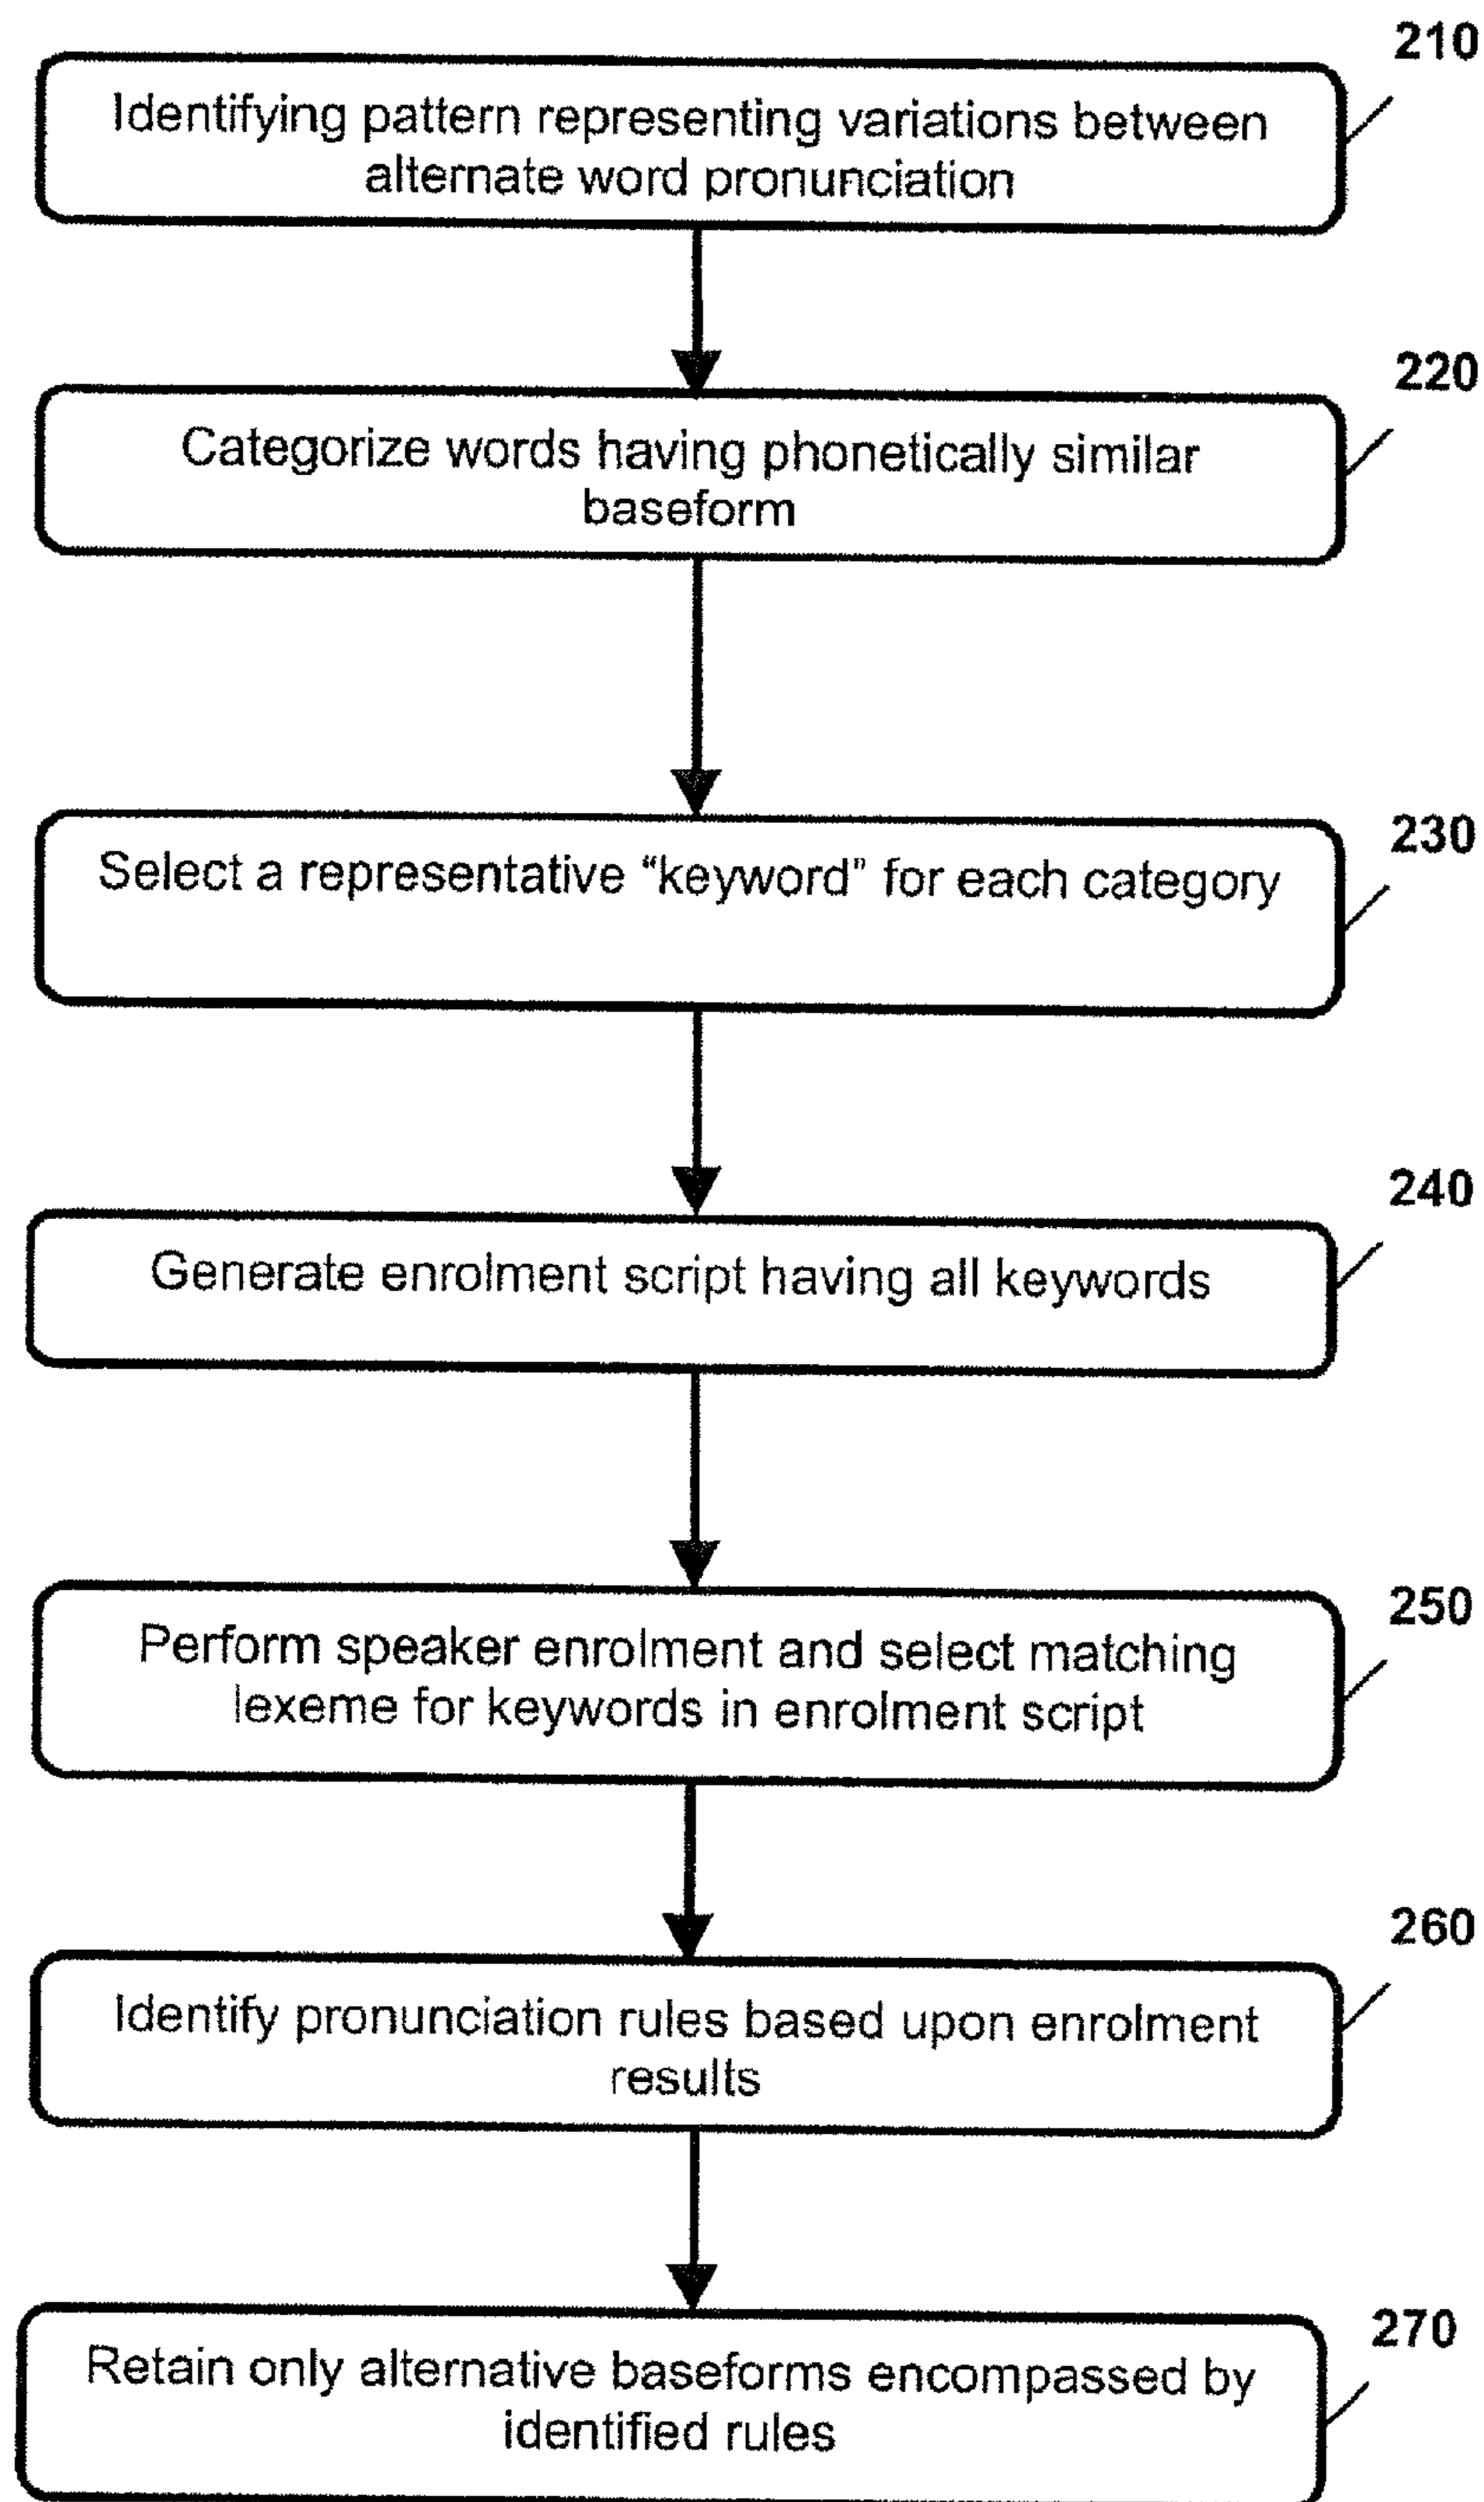 210
Identifying pattern representing variations between
alternate word pronunciation
220
Categorize words having phonetically similar
baseform
230
Select a representative “keyword” for each category
240
Generate enrolment script having all keywords
250
Perform speaker enrolment and select matching
lexeme for keywords in enrolment script
260
Identify pronunciation rules based upon enrolment
results
270
Retain only alternative baseforms encompassed by
identified rules